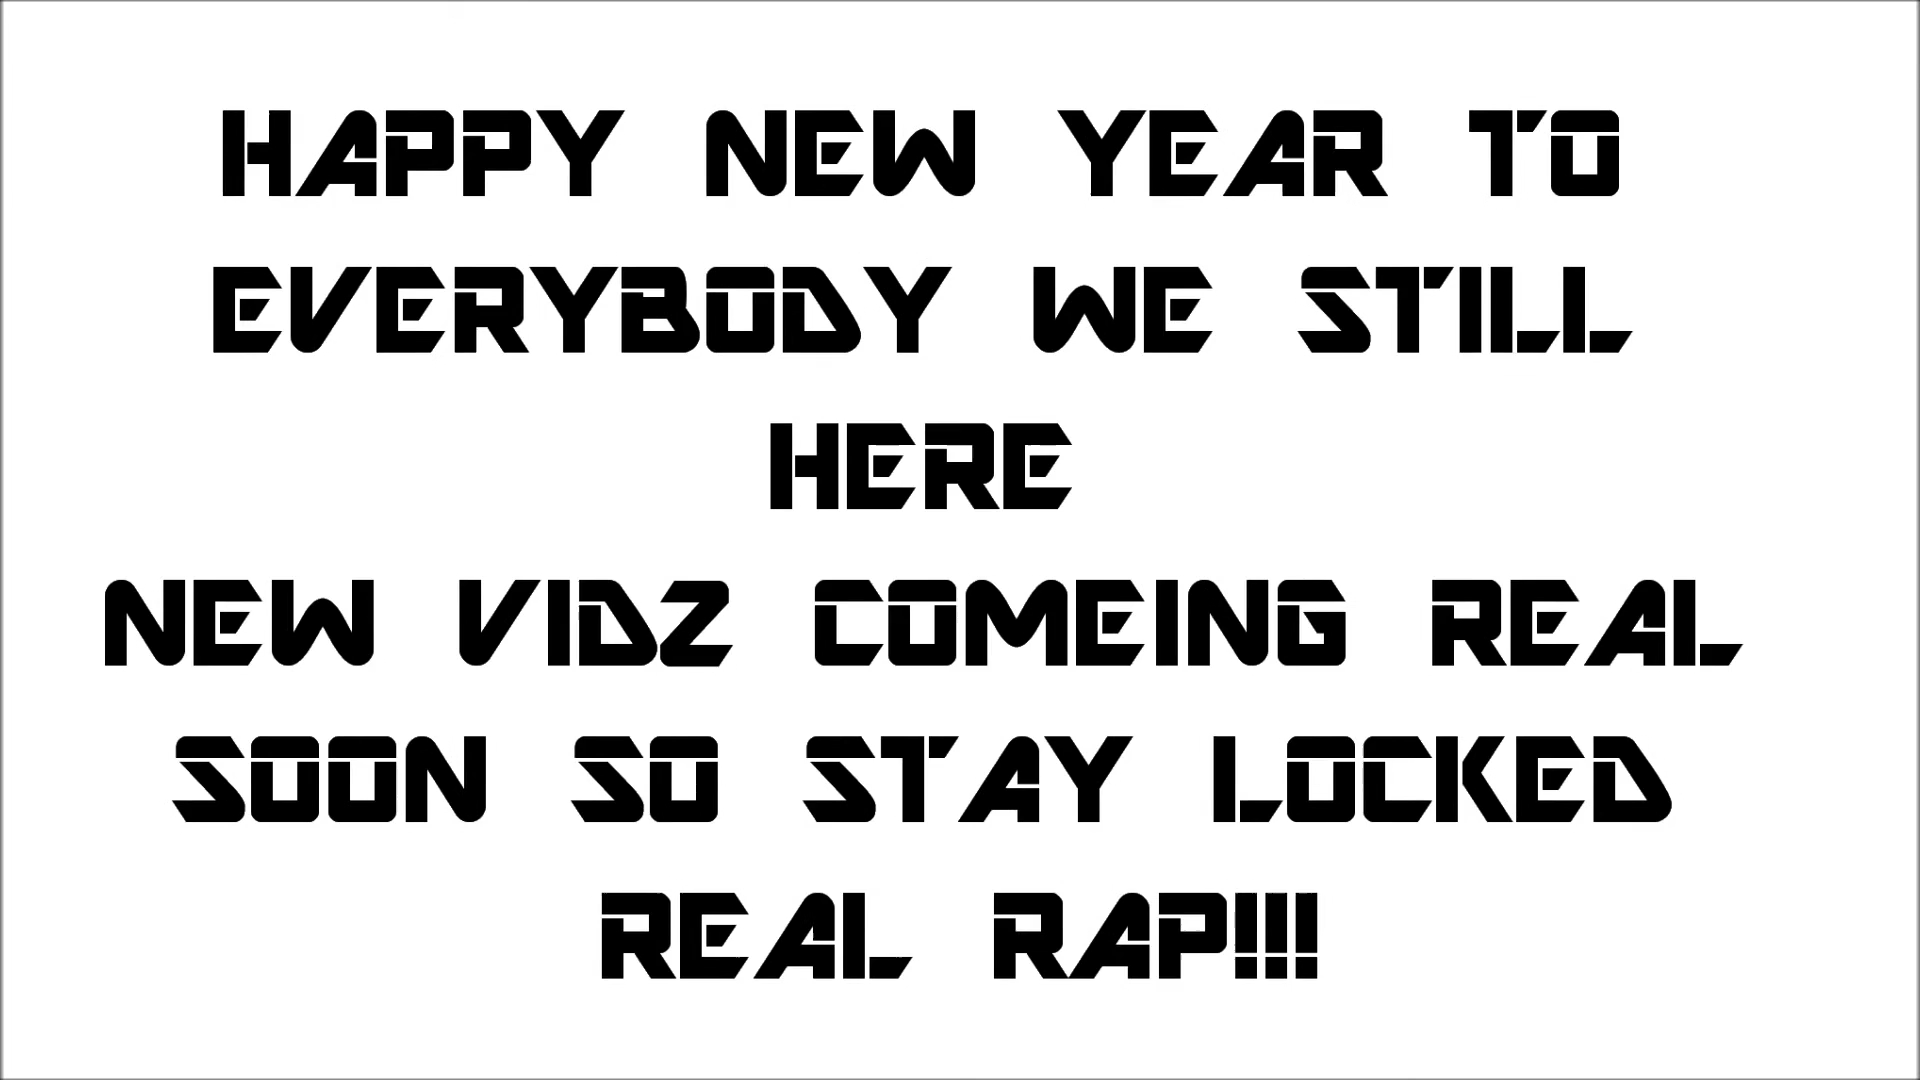 HAPPY NEW YEAR TO
EVERYBODY WE STILL
HERE
NEW VIDZ COMEING REAL
SOON SO STAY LOCKED
REAL RAP!!!